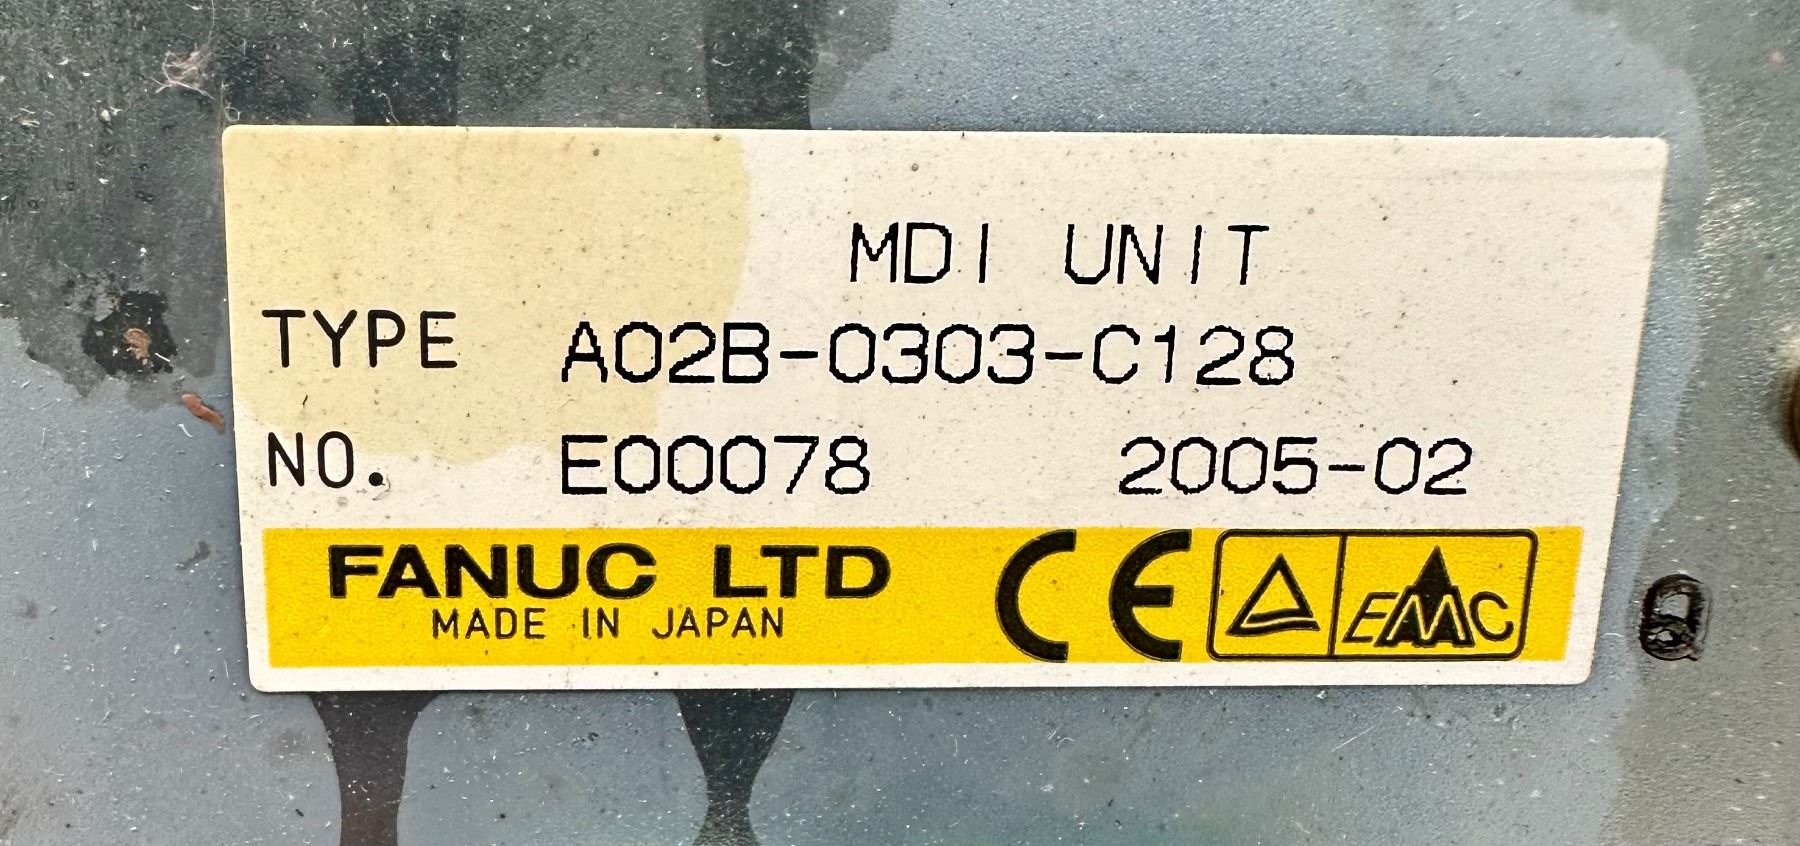 MDI UNIT
TYPE A02B-0303-C128
NO. E00078 2005-02
FANUC LTD CE EMC
MADE IN JAPAN